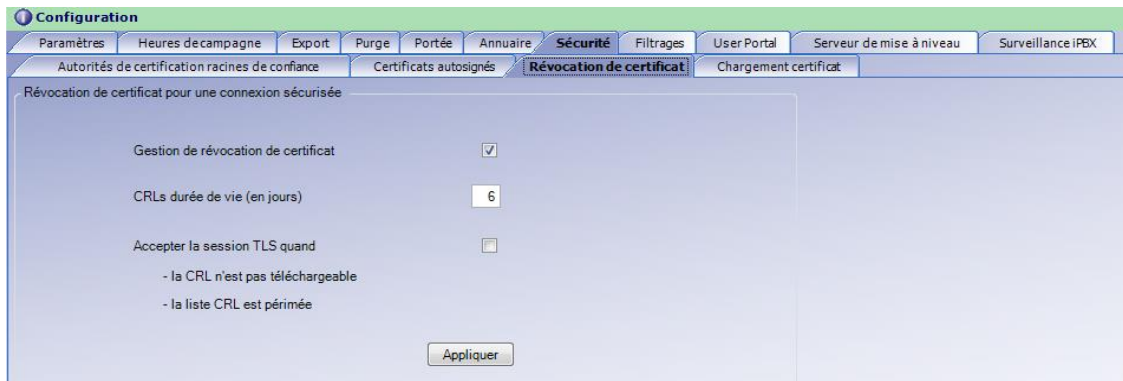 Configuration
Paramètres Heures de campagne Export Purge Portée Annuaire Sécurité Filtrages User Portal Serveur de mise à niveau Surveillance iPBX
Autorités de certification racines de confiance Certificats autosignés Révocation de certificat Chargement certificat
Révocation de certificat pour une connexion sécurisée
Gestion de révocation de certificat
CRLs durée de vie (en jours) 6
Accepter la session TLS quand
- la CRL n'est pas téléchargeable
- la liste CRL est périmée
Appliquer